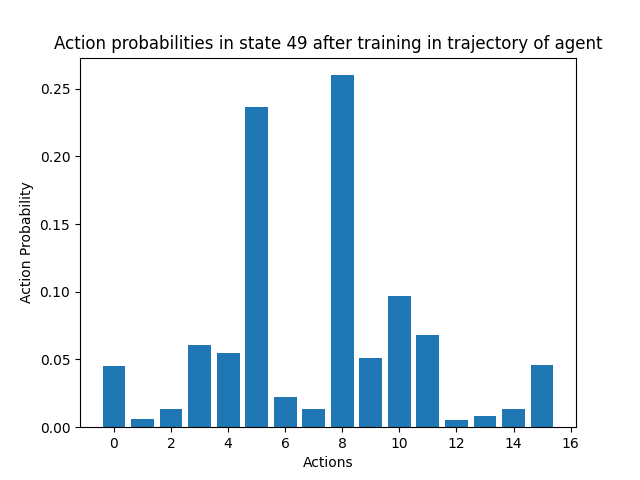 Action probabilities in state 49 after training in trajectory of agent
0.25
0.20
0.15
0.10
0.05
0.00
Action Probability
0 2 4 6 8 10 12 14 16
Actions